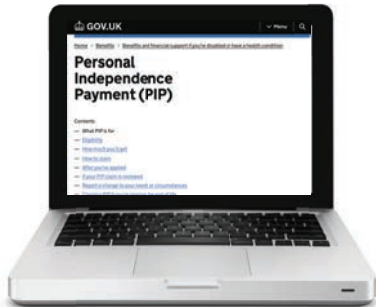 GOV.UK
Menu
Home > Benefits > Benefits and financial support if you're disabled or have a health condition
Personal
Independence
Payment (PIP)
Contents
— What PIP is for
— Eligibility
— How much you'll get
— How to claim
— After you've applied
— If your PIP claim is reviewed
— Report a change to your needs or circumstances